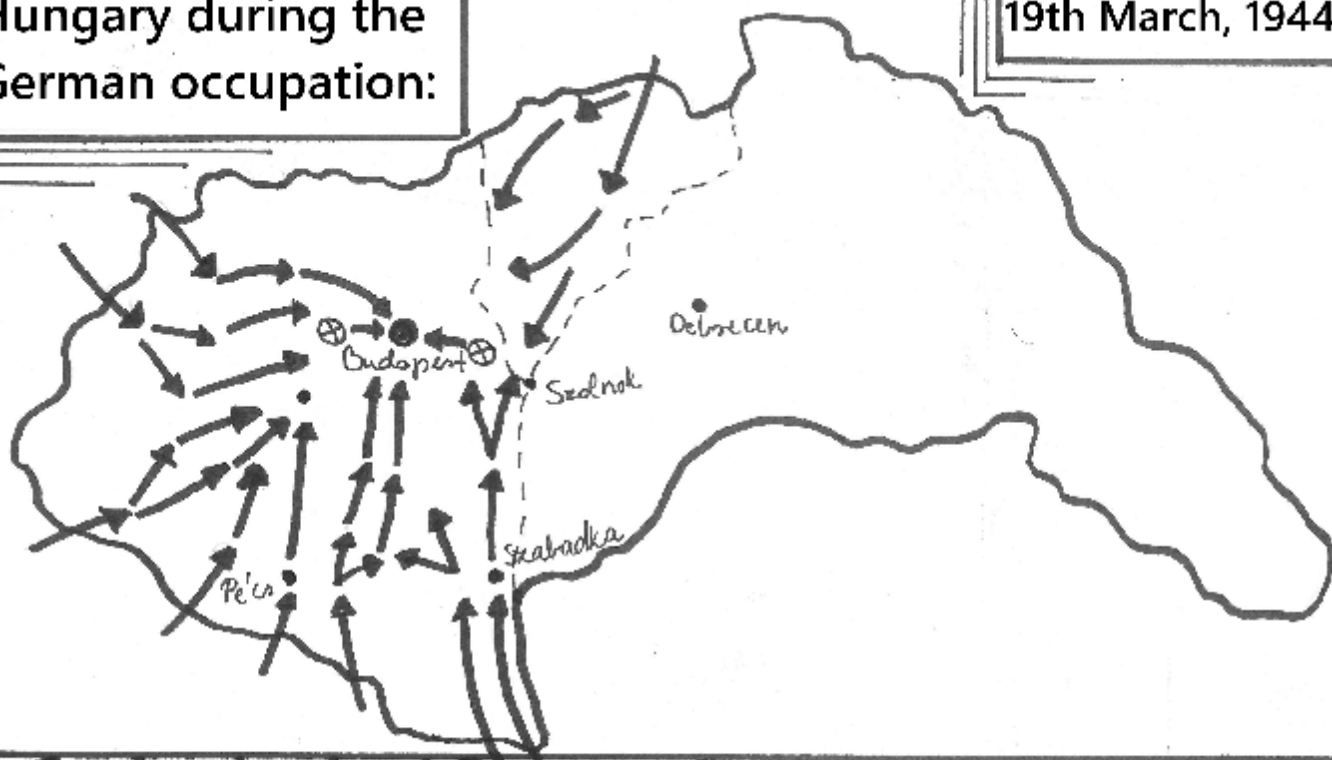 Hungary during the
German occupation:
19th March, 1944
Budapest
Debrecen
Szolnok
Szabadka
Pécs